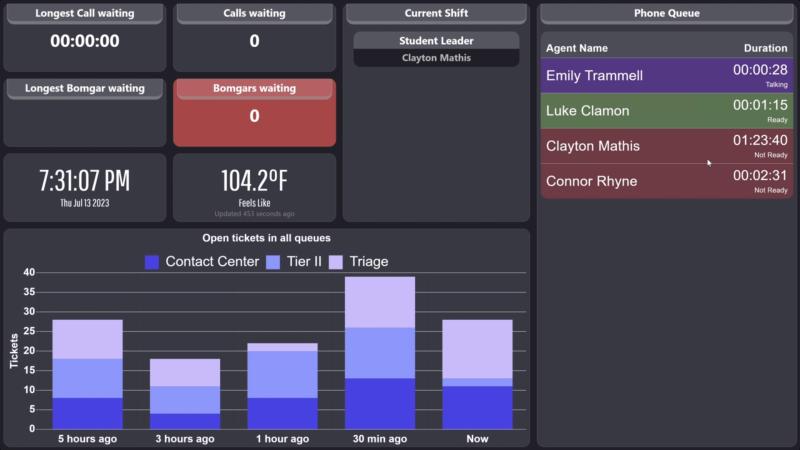 Longest Call waiting
00:00:00
Calls waiting
0
Current Shift
Student Leader
Clayton Mathis
Longest Bomgar waiting
Bomgars waiting
0
7:31:07 PM
Thu Jul 13 2023
104.2ºF
Feels Like
Updated 453 seconds ago
Phone Queue
Agent Name Duration
Emily Trammell 00:00:28
Talking
Luke Clamon 00:01:15
Ready
Clayton Mathis 01:23:40
Not Ready
Connor Rhyne 00:02:31
Not Ready
Open tickets in all queues
Contact Center Tier II Triage
Tickets
40
35
30
25
20
15
10
5
0
5 hours ago 3 hours ago 1 hour ago 30 min ago Now